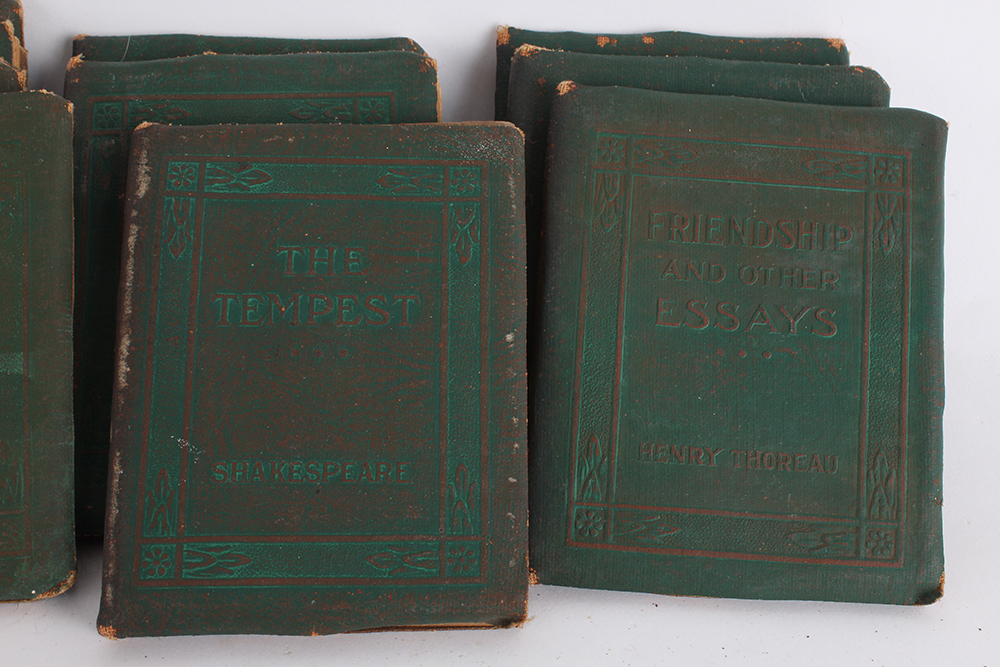 THE
TEMPEST
SHAKESPEARE
FRIENDSHIP
AND OTHER
ESSAYS
HENRY THOREAU